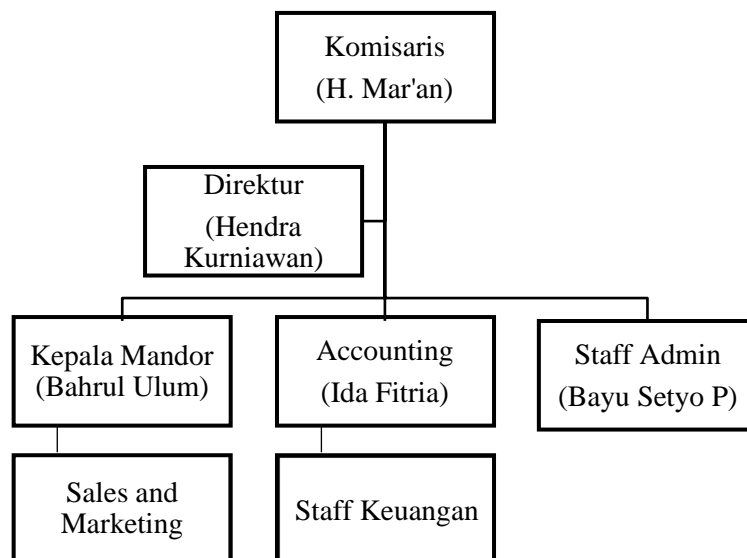 Komisaris
(H. Mar'an)
Direktur
(Hendra
Kurniawan)
Kepala Mandor
(Bahrul Ulum)
Accounting
(Ida Fitria)
Staff Admin
(Bayu Setyo P)
Sales and
Marketing
Staff Keuangan